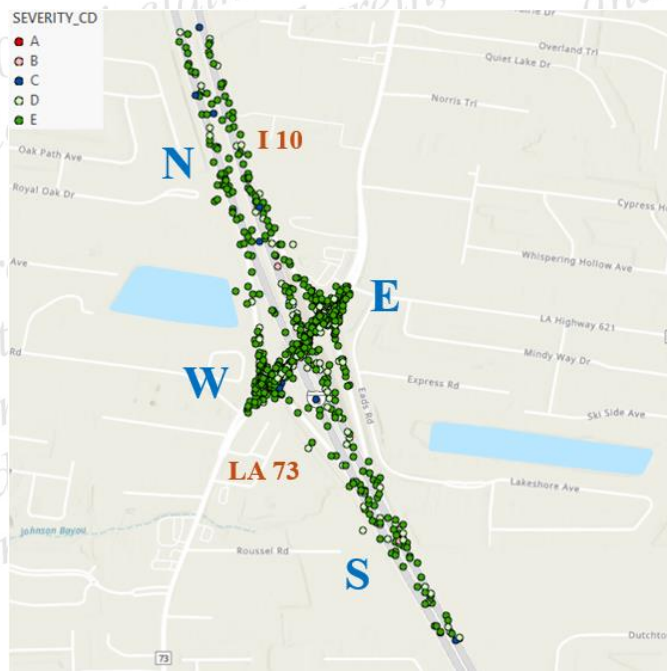 SEVERITY_CD
A
B
C
D
E
Overland Trl
Quiet Lake Dr
Norris Trl
I 10
N
Oak Path Ave
Royal Oak Dr
Cypress H
Whispering Hollow Ave
E
LA Highway 621
Mindy Way Dr
Rd
W
Express Rd
Eads Rd
Ski Side Ave
LA 73
Lakeshore Ave
Johnson Bayou
Roussel Rd
S
Dutchto
73